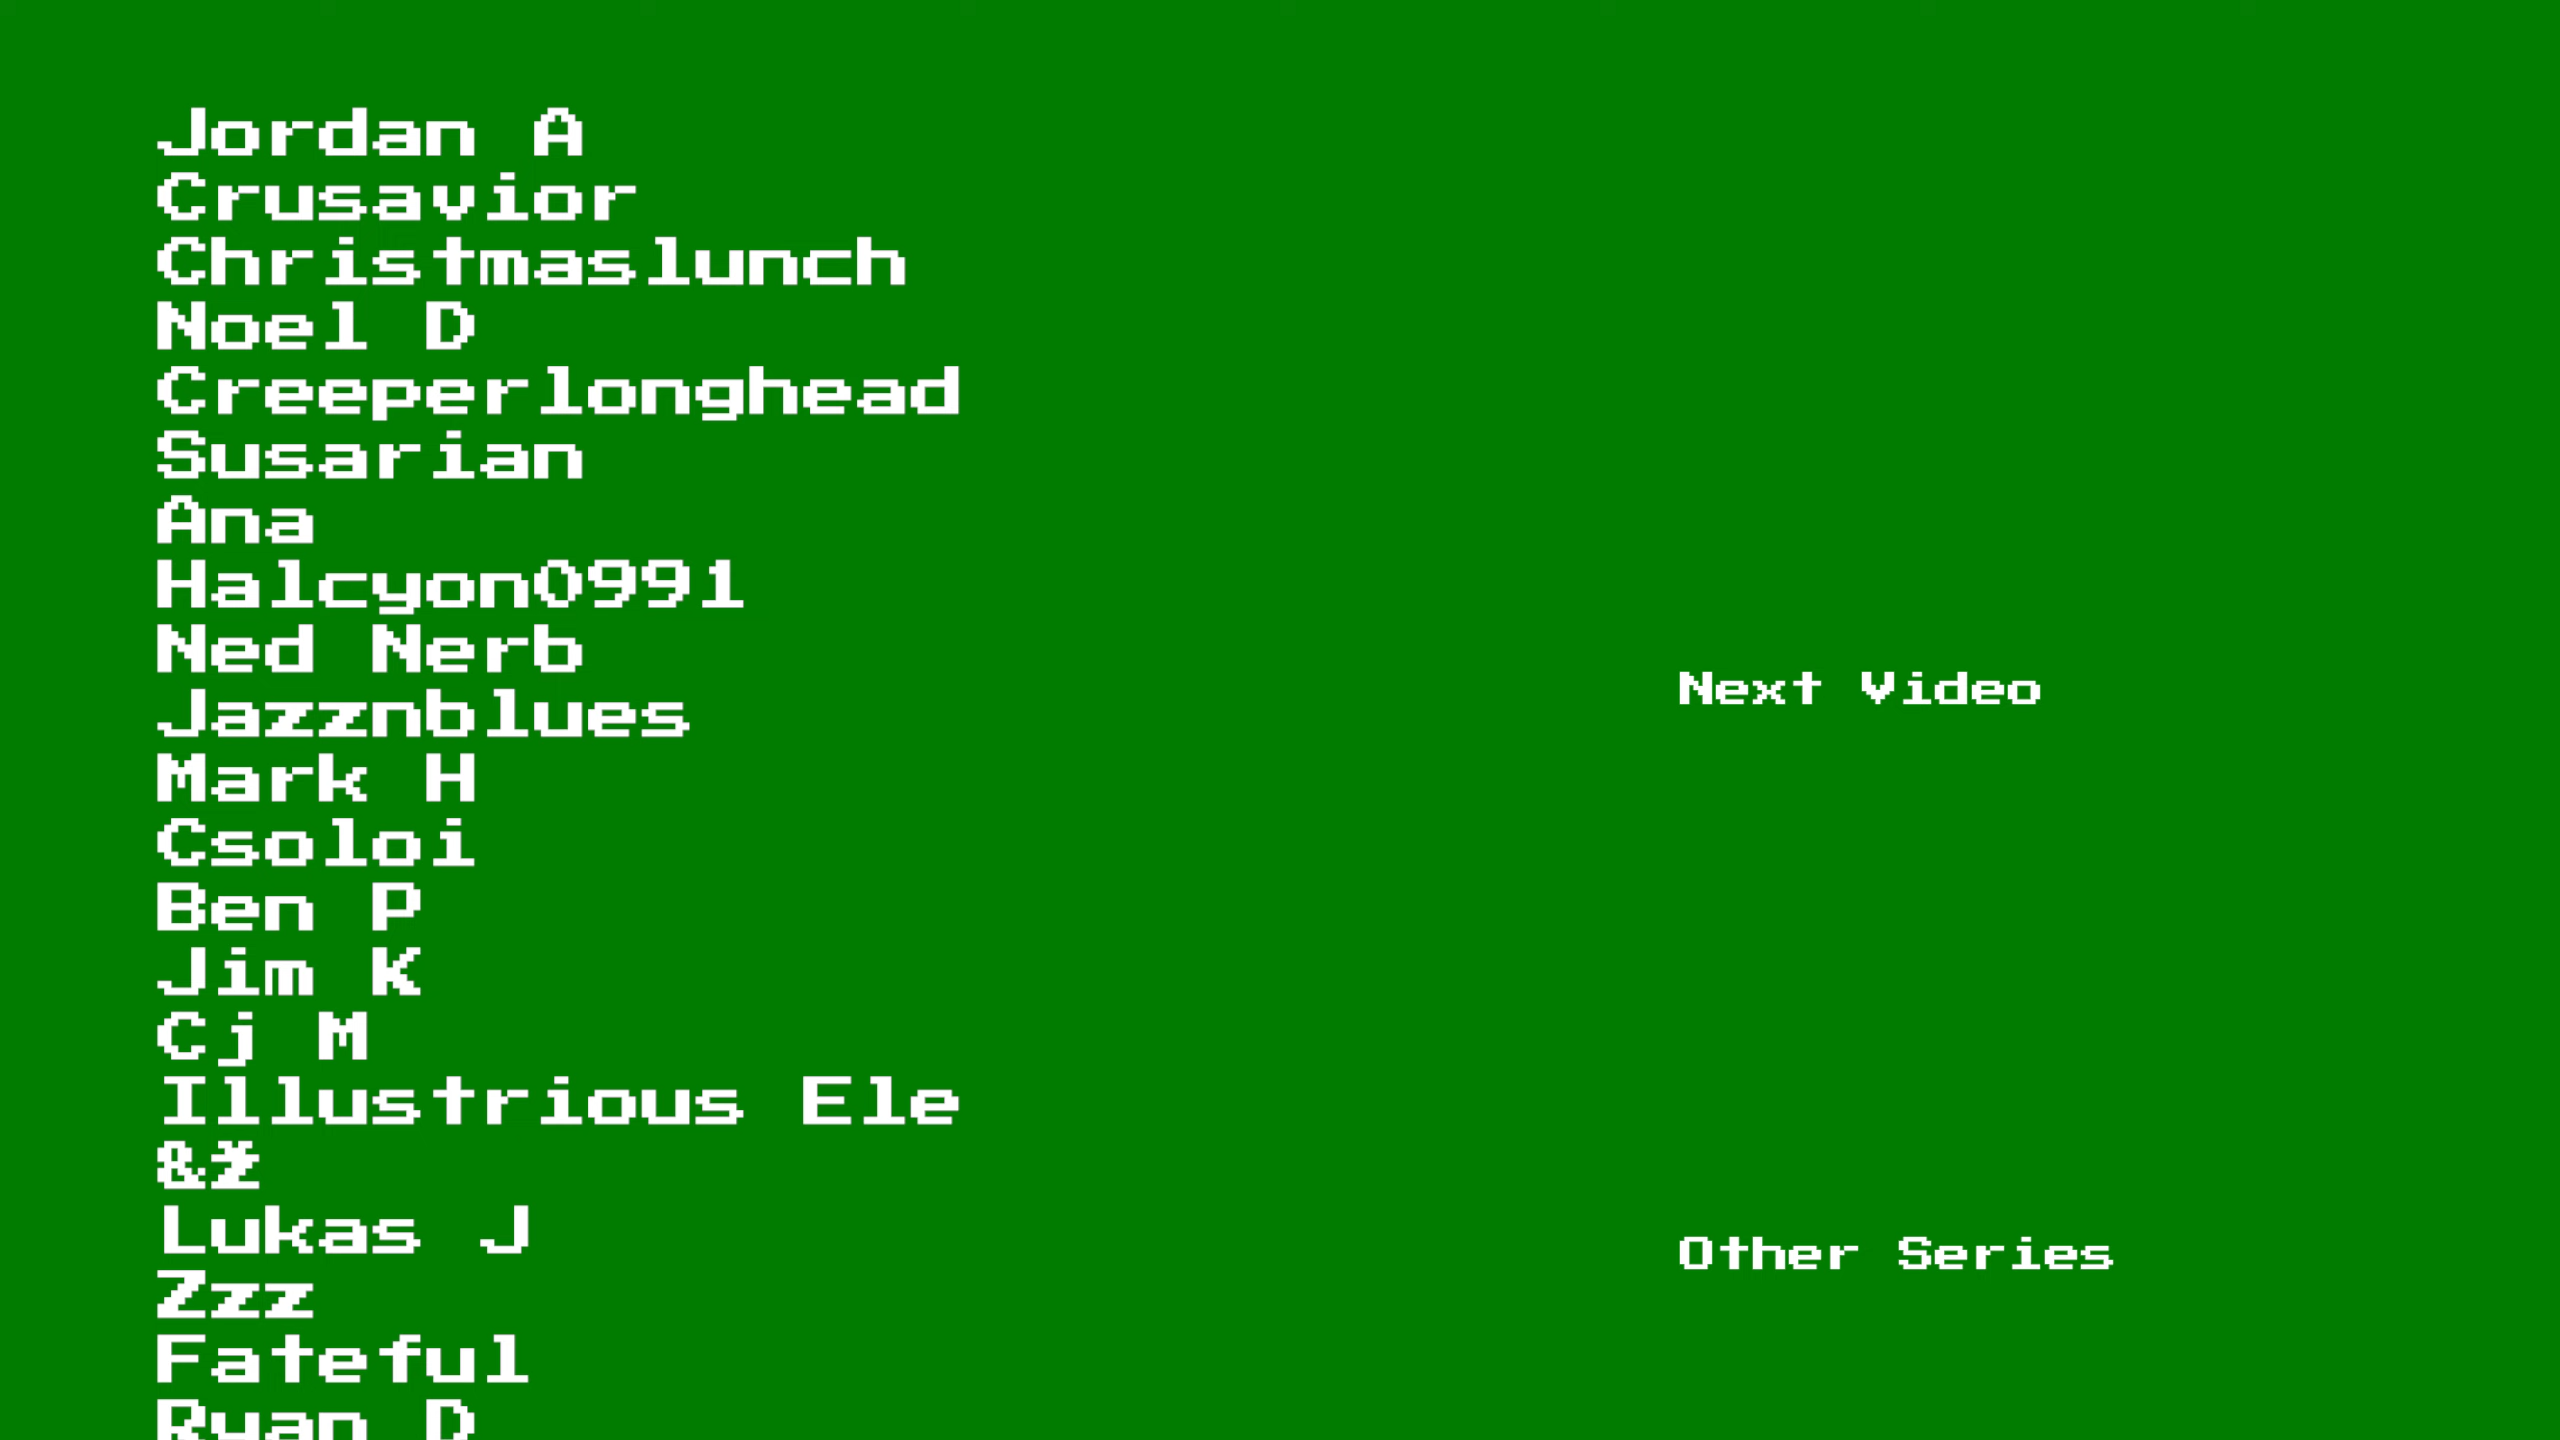 Jordan A
Crusavior
Christmaslunch
Noel D
Creeperlonghead
Susarian
Ana
Halcyon0991
Ned Nerb
Jazznblues
Mark H
Csoloi
Ben P
Jim K
Cj M
Illustrious Ele
&ž
Lukas J
Zzz
Fateful
Ryan D
Next Video
Other Series